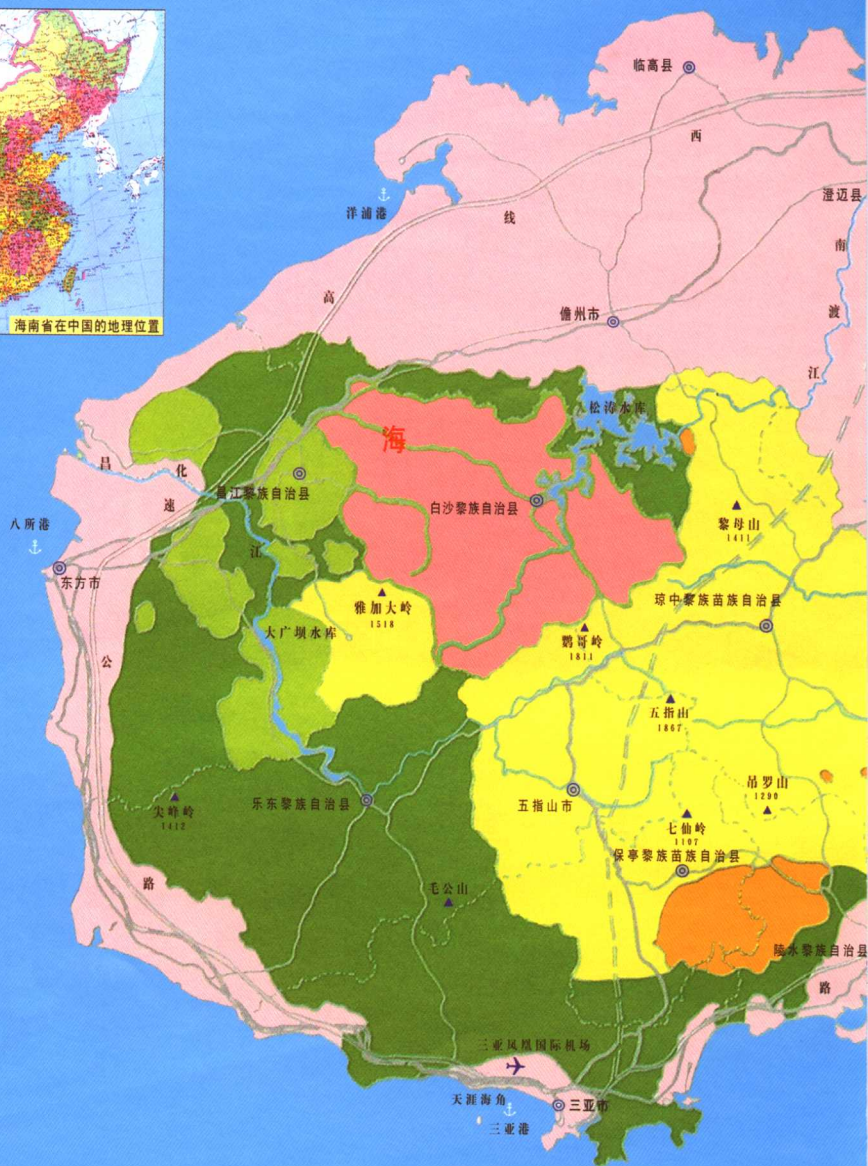 临高县
西
澄迈县
洋浦港
线
南
高
儋州市
渡
海南省在中国的地理位置
江
松涛水库
海
昌
化
昌江黎族自治县
白沙黎族自治县
速
八所港
黎母山
1411
江
东方市
雅加大岭
1518
琼中黎族苗族自治县
大广坝水库
鹦哥岭
1811
公
五指山
1867
吊罗山
1290
乐东黎族自治县
五指山市
尖峰岭
1412
七仙岭
1107
保亭黎族苗族自治县
路
毛公山
陵水黎族自治县
路
三亚凤凰国际机场
天涯海角
三亚市
三亚港